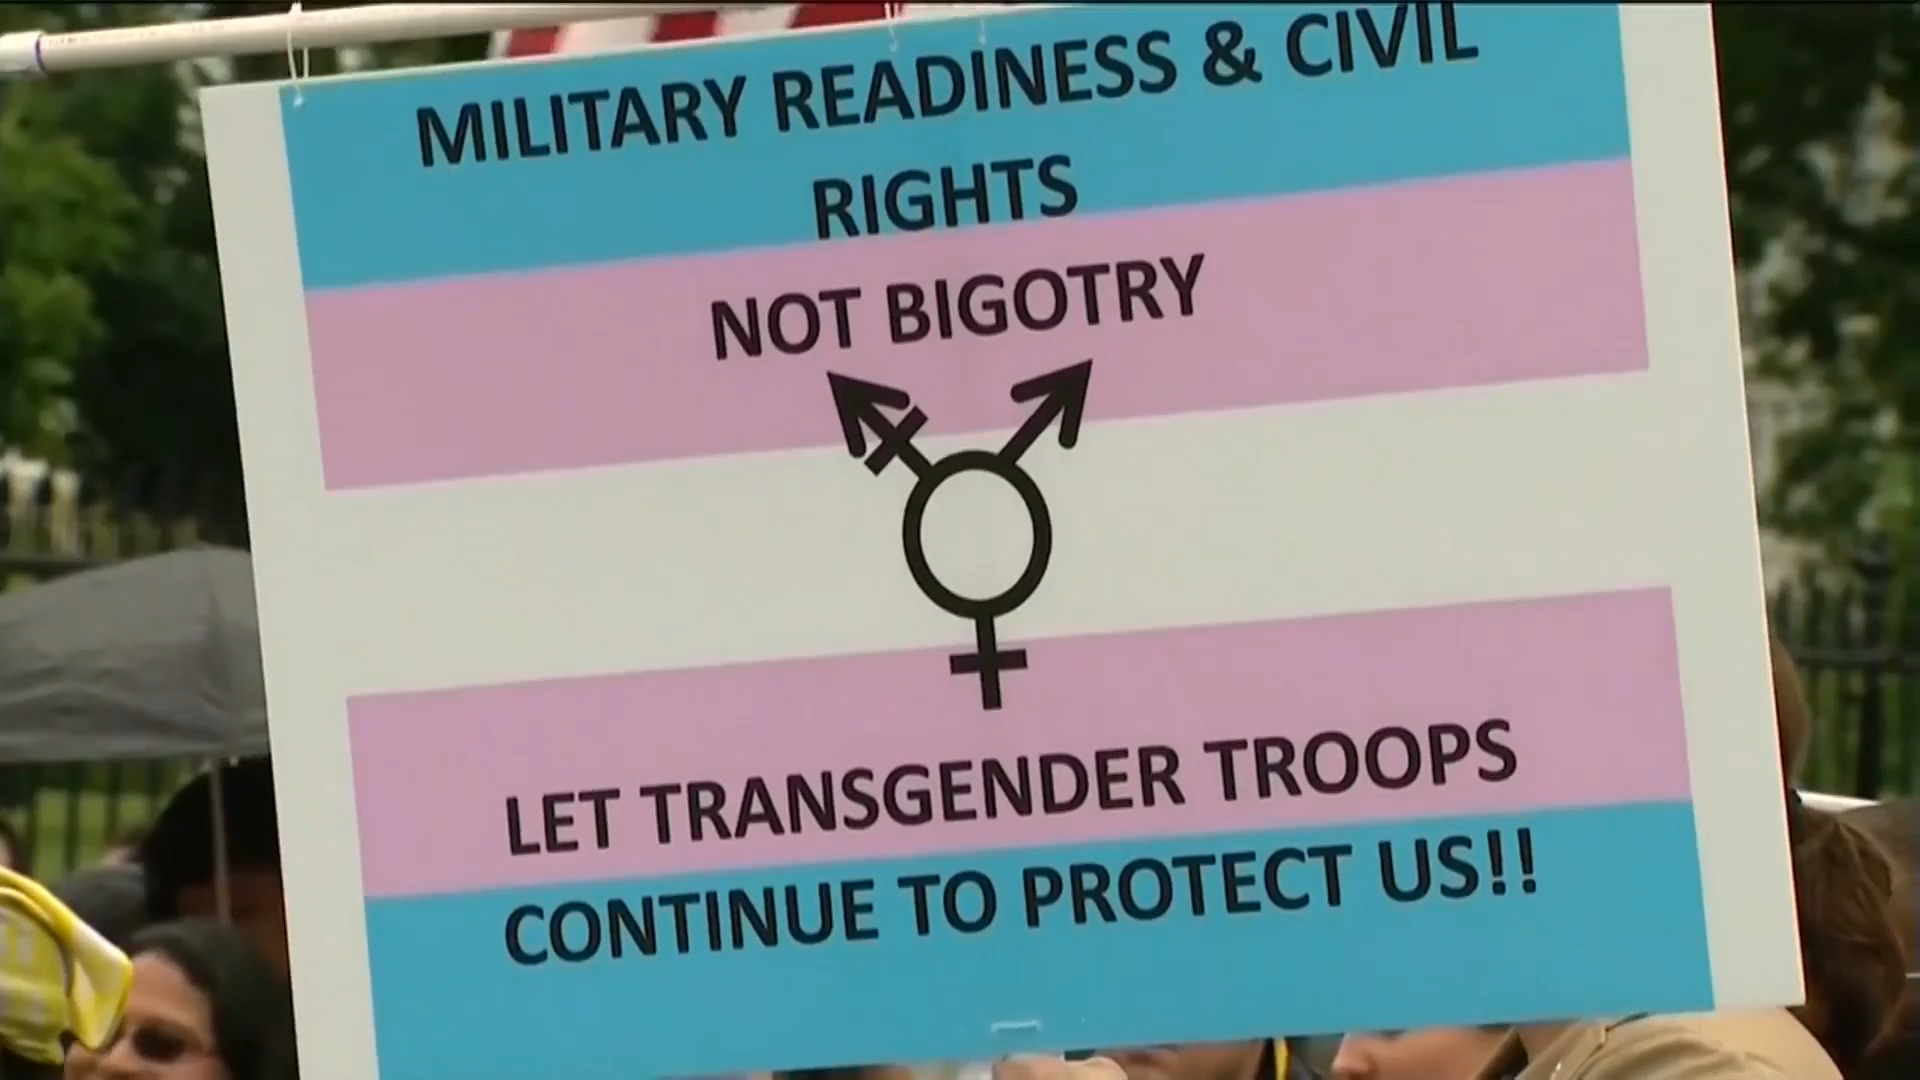 MILITARY READINESS & CIVIL
RIGHTS
NOT BIGOTRY
LET TRANSGENDER TROOPS
CONTINUE TO PROTECT US!!